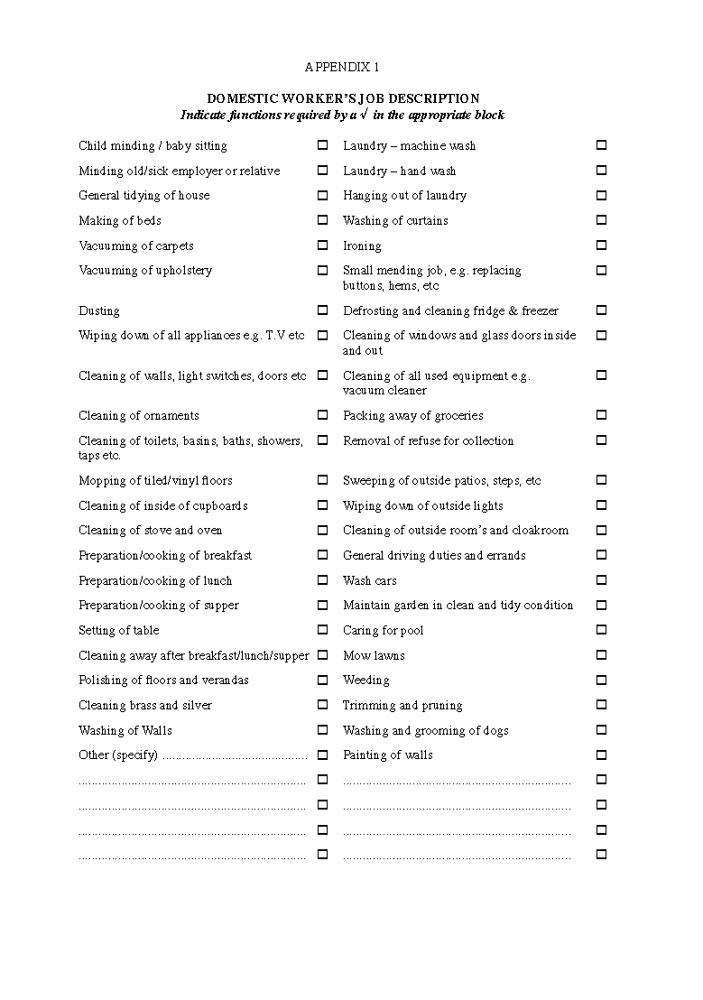 APPENDIX 1
DOMESTIC WORKER'S JOB DESCRIPTION
Indicate functions required by a √ in the appropriate block
Child minding / baby sitting ☐ Laundry – machine wash ☐
Minding old/sick employer or relative ☐ Laundry – hand wash ☐
General tidying of house ☐ Hanging out of laundry ☐
Making of beds ☐ Washing of curtains ☐
Vacuuming of carpets ☐ Ironing ☐
Vacuuming of upholstery ☐ Small mending job, e.g. replacing ☐
buttons, hems, etc
Dusting ☐ Defrosting and cleaning fridge & freezer ☐
Wiping down of all appliances e.g. T.V etc ☐ Cleaning of windows and glass doors inside ☐
and out
Cleaning of walls, light switches, doors etc ☐ Cleaning of all used equipment e.g. ☐
vacuum cleaner
Cleaning of ornaments ☐ Packing away of groceries ☐
Cleaning of toilets, basins, baths, showers, ☐ Removal of refuse for collection ☐
taps etc.
Mopping of tiled/vinyl floors ☐ Sweeping of outside patios, steps, etc ☐
Cleaning of inside of cupboards ☐ Wiping down of outside lights ☐
Cleaning of stove and oven ☐ Cleaning of outside room's and cloakroom ☐
Preparation/cooking of breakfast ☐ General driving duties and errands ☐
Preparation/cooking of lunch ☐ Wash cars ☐
Preparation/cooking of supper ☐ Maintain garden in clean and tidy condition ☐
Setting of table ☐ Caring for pool ☐
Cleaning away after breakfast/lunch/supper ☐ Mow lawns ☐
Polishing of floors and verandas ☐ Weeding ☐
Cleaning brass and silver ☐ Trimming and pruning ☐
Washing of Walls ☐ Washing and grooming of dogs ☐
Other (specify) ............................................ ☐ Painting of walls ☐
..................................................................... ☐ ..................................................................... ☐
..................................................................... ☐ ..................................................................... ☐
..................................................................... ☐ ..................................................................... ☐
..................................................................... ☐ ..................................................................... ☐